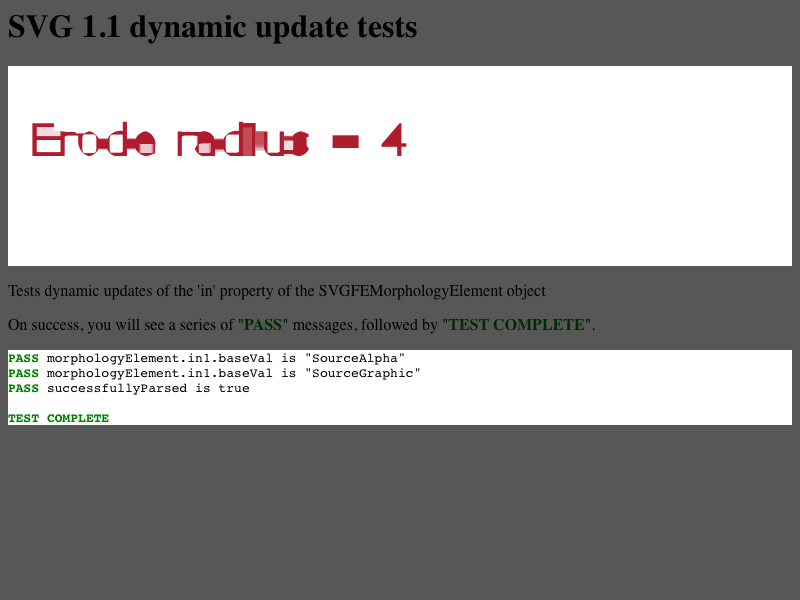 SVG 1.1 dynamic update tests
Erode radius = 4
Tests dynamic updates of the 'in' property of the SVGFEMorphologyElement object
On success, you will see a series of "PASS" messages, followed by "TEST COMPLETE".
PASS morphologyElement.in1.baseVal is "SourceAlpha"
PASS morphologyElement.in1.baseVal is "SourceGraphic"
PASS successfullyParsed is true
TEST COMPLETE